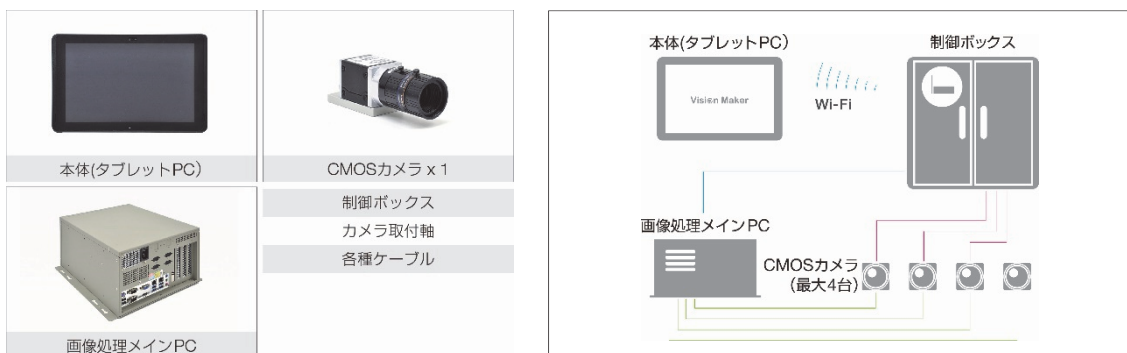 本体(タブレットPC)
CMOSカメラ x 1
制御ボックス
カメラ取付軸
各種ケーブル
画像処理メインPC
本体(タブレットPC)
制御ボックス
Vision Maker
Wi-Fi
画像処理メインPC
CMOSカメラ
(最大4台)